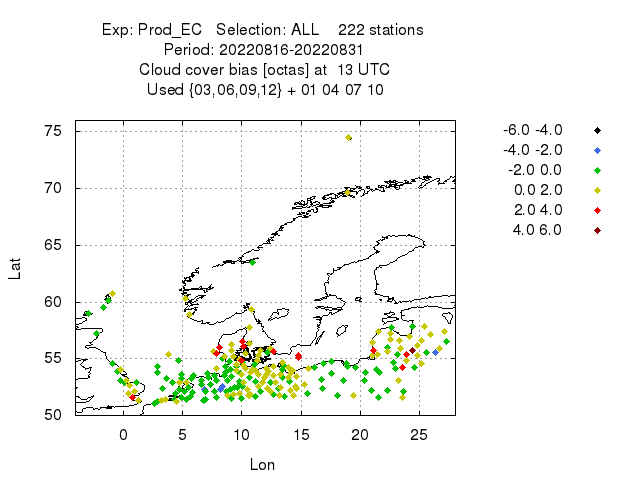 Exp: Prod_EC Selection: ALL 222 stations
Period: 20220816-20220831
Cloud cover bias [octas] at 13 UTC
Used {03,06,09,12} + 01 04 07 10
75
70
65
60
55
50
Lat
0 5 10 15 20 25
Lon
-6.0 -4.0
-4.0 -2.0
-2.0 0.0
0.0 2.0
2.0 4.0
4.0 6.0